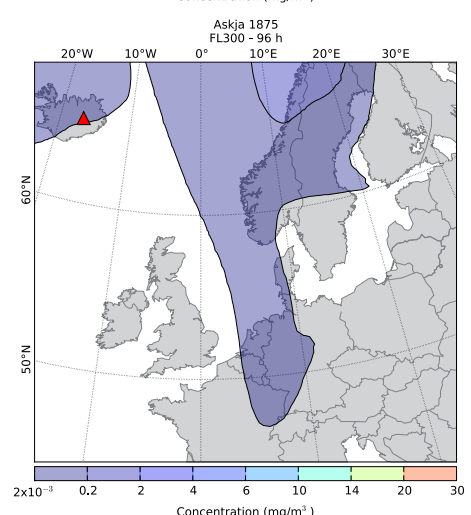 Askja 1875
FL300 - 96 h
20°W 10°W 0° 10°E 20°E 30°E
60°N
50°N
2x10⁻³ 0.2 2 4 6 10 14 20 30
Concentration (mg/m³)